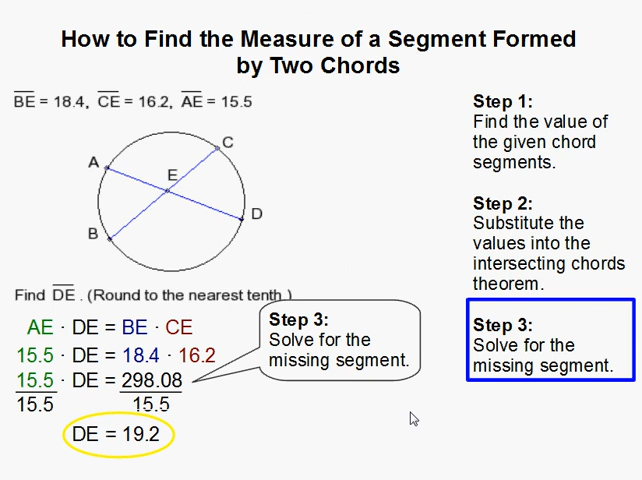 How to Find the Measure of a Segment Formed
by Two Chords
BE = 18.4, CE = 16.2, AE = 15.5
Step 1:
Find the value of
the given chord
segments.
C
A
E
D
B
Step 2:
Substitute the
values into the
intersecting chords
theorem.
Find DE . (Round to the nearest tenth.)
AE · DE = BE · CE
15.5 · DE = 18.4 · 16.2
15.5 · DE = 298.08
15.5 15.5
DE = 19.2
Step 3:
Solve for the
missing segment.
Step 3:
Solve for the
missing segment.